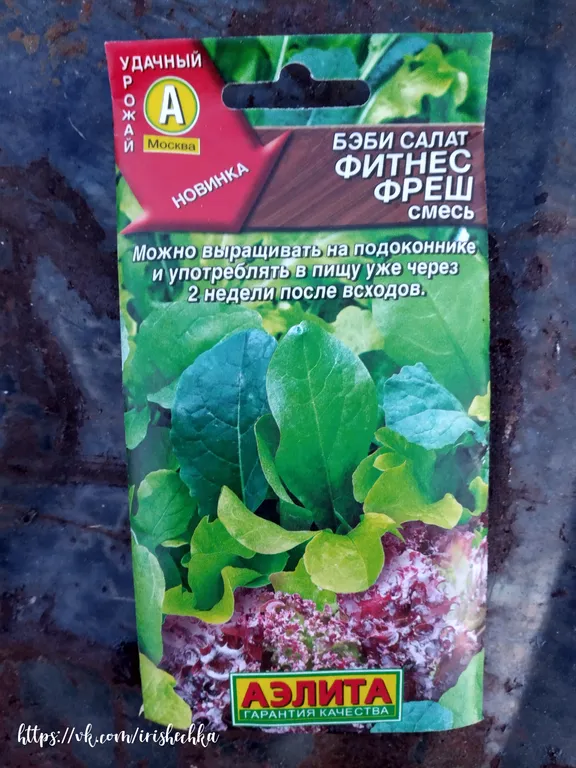 УДАЧНЫЙ
УРОЖАЙ
А
Москва
НОВИНКА
БЭБИ САЛАТ
ФИТНЕС
ФРЕШ
СМЕСЬ
Можно выращивать на подоконнике
и употреблять в пищу уже через
2 недели после всходов.
АЭЛИТА
ГАРАНТИЯ КАЧЕСТВА
https://vk.com/irishechka